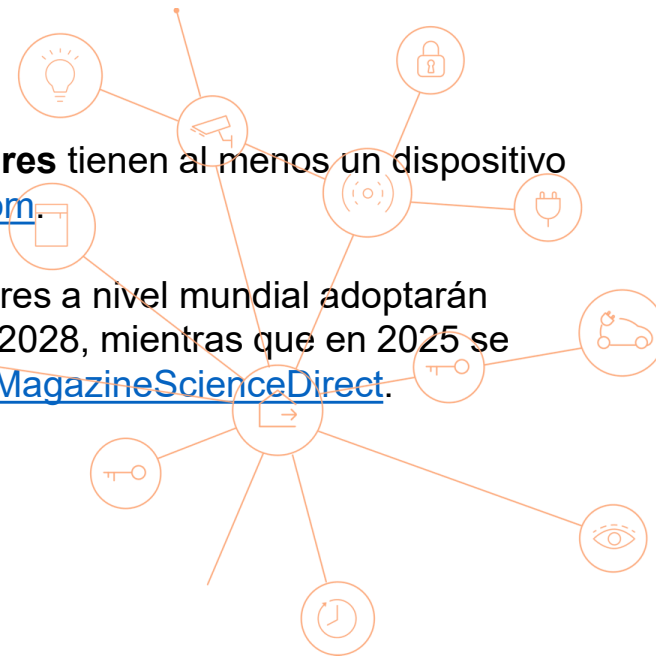 res tienen al menos un dispositivo
om.
res a nivel mundial adoptarán
2028, mientras que en 2025 se
MagazineScienceDirect.